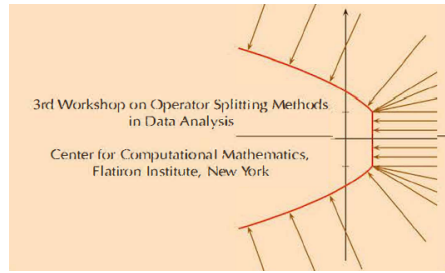 3rd Workshop on Operator Splitting Methods
in Data Analysis
Center for Computational Mathematics,
Flatiron Institute, New York